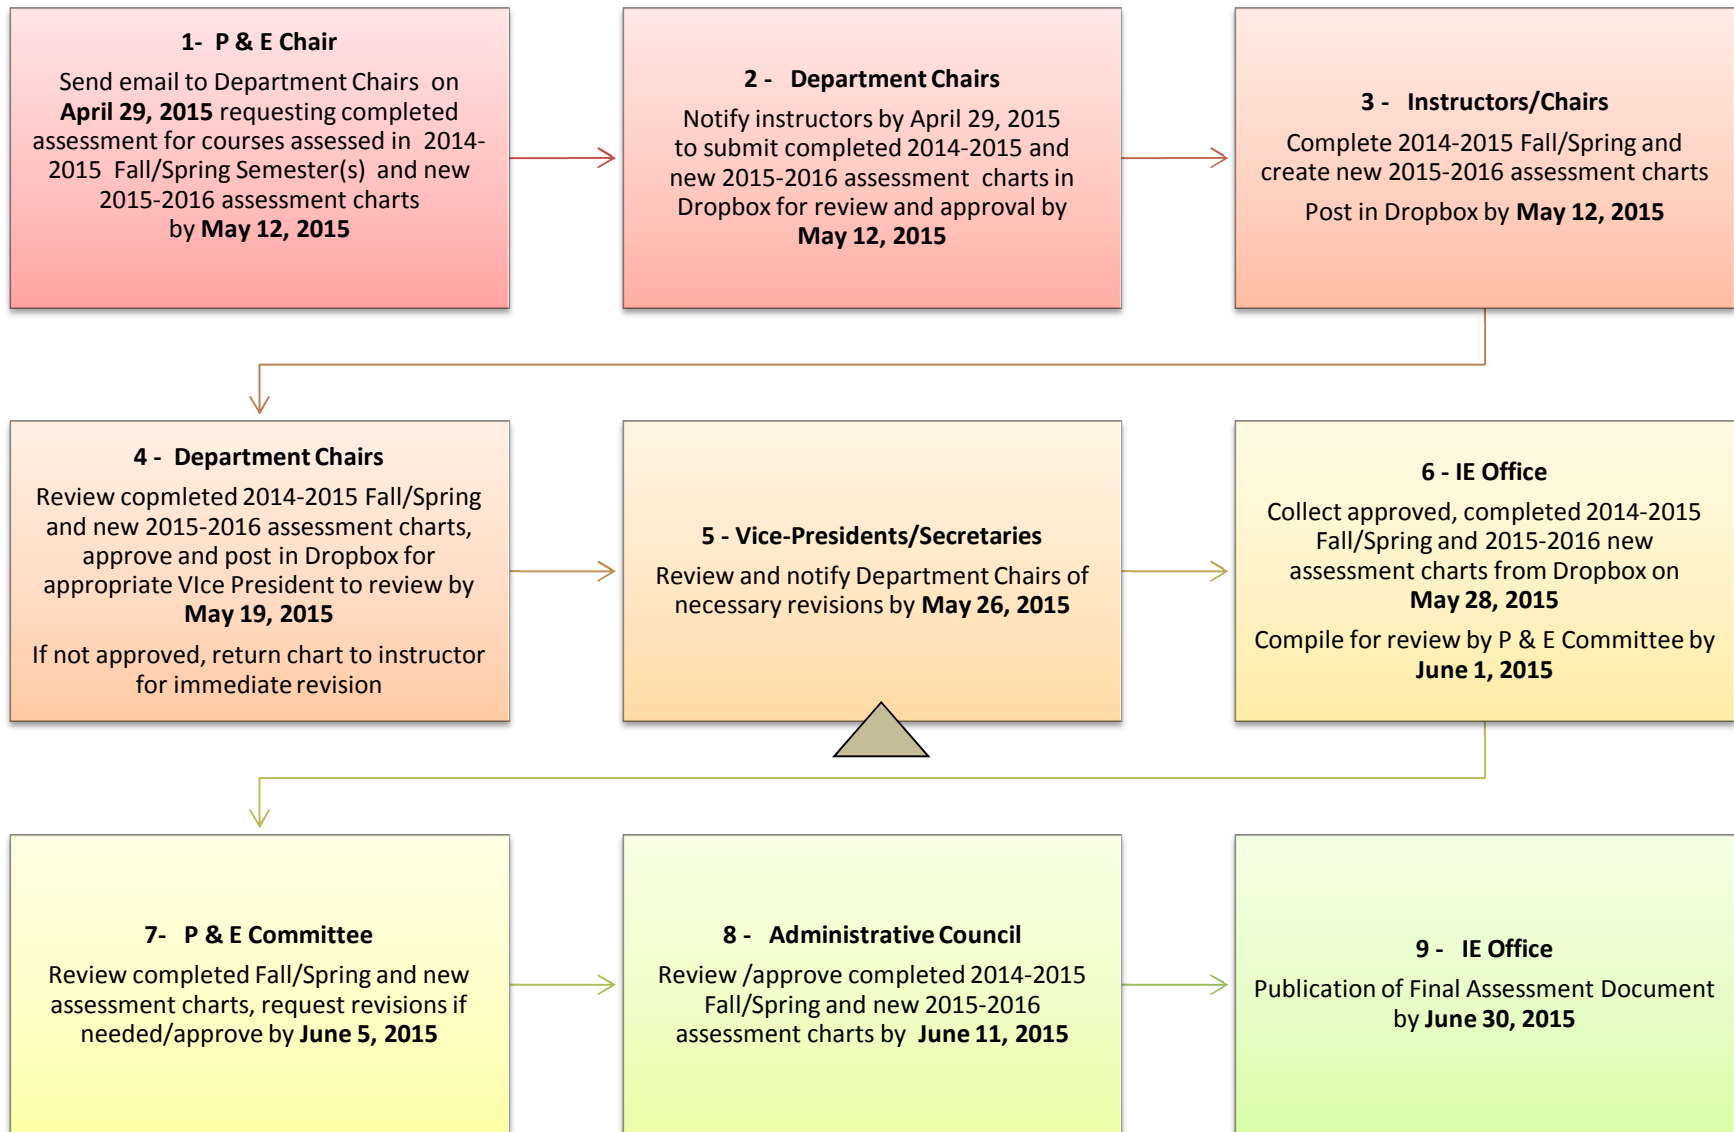 1- P & E Chair
Send email to Department Chairs on
April 29, 2015 requesting completed
assessment for courses assessed in 2014-
2015 Fall/Spring Semester(s) and new
2015-2016 assessment charts
by May 12, 2015
2 - Department Chairs
Notify instructors by April 29, 2015
to submit completed 2014-2015 and
new 2015-2016 assessment charts in
Dropbox for review and approval by
May 12, 2015
3 - Instructors/Chairs
Complete 2014-2015 Fall/Spring and
create new 2015-2016 assessment charts
Post in Dropbox by May 12, 2015
4 - Department Chairs
Review copmleted 2014-2015 Fall/Spring
and new 2015-2016 assessment charts,
approve and post in Dropbox for
appropriate VIce President to review by
May 19, 2015
If not approved, return chart to instructor
for immediate revision
5 - Vice-Presidents/Secretaries
Review and notify Department Chairs of
necessary revisions by May 26, 2015
6 - IE Office
Collect approved, completed 2014-2015
Fall/Spring and 2015-2016 new
assessment charts from Dropbox on
May 28, 2015
Compile for review by P & E Committee by
June 1, 2015
7- P & E Committee
Review completed Fall/Spring and new
assessment charts, request revisions if
needed/approve by June 5, 2015
8 - Administrative Council
Review /approve completed 2014-2015
Fall/Spring and new 2015-2016
assessment charts by June 11, 2015
9 - IE Office
Publication of Final Assessment Document
by June 30, 2015